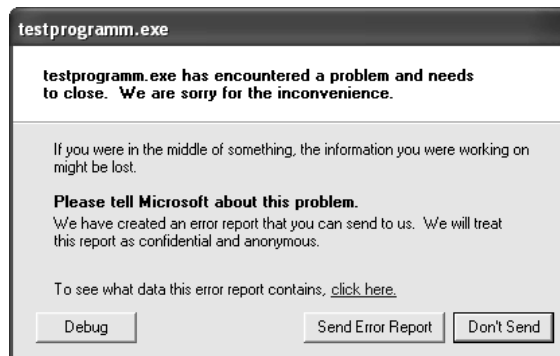 testprogramm.exe
testprogramm.exe has encountered a problem and needs
to close.  We are sorry for the inconvenience.
If you were in the middle of something, the information you were working on
might be lost.
Please tell Microsoft about this problem.
We have created an error report that you can send to us.  We will treat
this report as confidential and anonymous.
To see what data this error report contains, click here.
Debug
Send Error Report
Don't Send